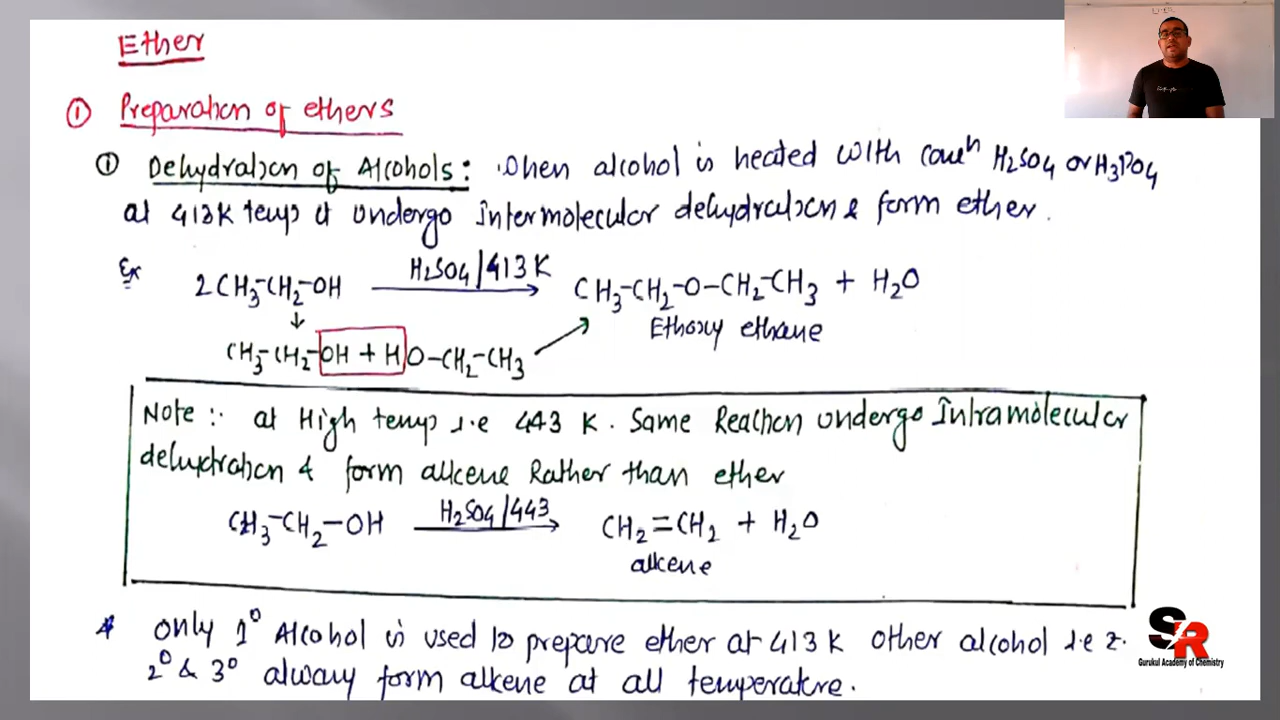 Ether
① Preparation of ethers
① Dehydration of Alcohols: When alcohol is heated with concⁿ H₂SO₄ or H₃PO₄
at 413K temp it undergo Intermolecular dehydration & form ether.
Ex 2CH₃-CH₂-OH H₂SO₄/413K CH₃-CH₂-O-CH₂-CH₃ + H₂O
Ethoxy ethane
CH₃-CH₂-OH + HO-CH₂-CH₃
Note:- at High temp i.e 443 K. Same Reaction undergo Intramolecular
dehydration & form alkene Rather than ether
CH₃-CH₂-OH H₂SO₄/443 CH₂=CH₂ + H₂O
alkene
* Only 1° Alcohol is used to prepare ether at 413K other alcohol i.e
2° & 3° always form alkene at all temperature.
SR
Gurukul Academy of Chemistry